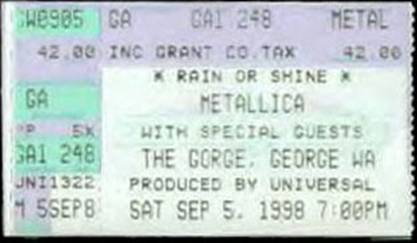 GW0905 GA GA1 248 METAL
42.00 INC GRANT CO.TAX 42.00
* RAIN OR SHINE *
GA METALLICA
5X WITH SPECIAL GUESTS
GA1 248 THE GORGE, GEORGE WA
UNI1322 PRODUCED BY UNIVERSAL
M 5SEP8 SAT SEP 5, 1998 7:00PM